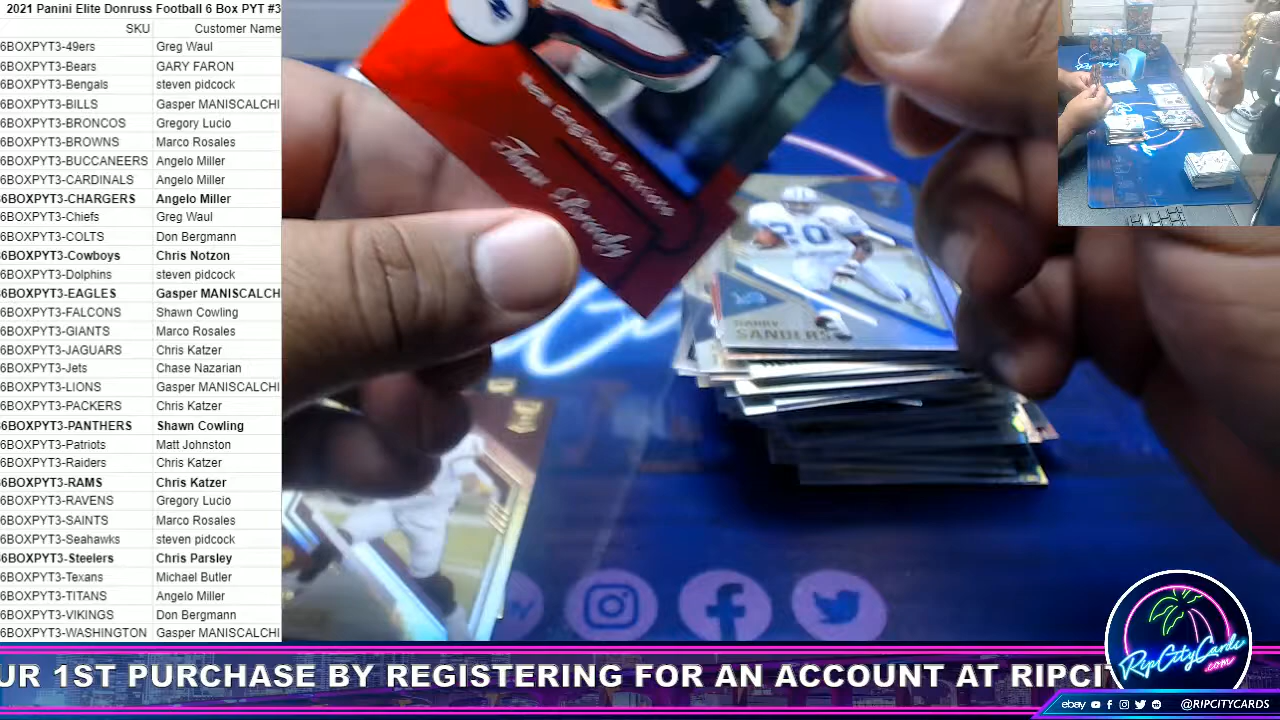 2021 Panini Elite Donruss Football 6 Box PYT #3
SKU Customer Name
6BOXPYT3-49ers Greg Waul
6BOXPYT3-Bears GARY FARON
6BOXPYT3-Bengals steven pidcock
6BOXPYT3-BILLS Gasper MANISCALCHI
6BOXPYT3-BRONCOS Gregory Lucio
6BOXPYT3-BROWNS Marco Rosales
6BOXPYT3-BUCCANEERS Angelo Miller
6BOXPYT3-CARDINALS Angelo Miller
6BOXPYT3-CHARGERS Angelo Miller
6BOXPYT3-Chiefs Greg Waul
6BOXPYT3-COLTS Don Bergmann
6BOXPYT3-Cowboys Chris Notzon
6BOXPYT3-Dolphins steven pidcock
6BOXPYT3-EAGLES Gasper MANISCALCH
6BOXPYT3-FALCONS Shawn Cowling
6BOXPYT3-GIANTS Marco Rosales
6BOXPYT3-JAGUARS Chris Katzer
6BOXPYT3-Jets Chase Nazarian
6BOXPYT3-LIONS Gasper MANISCALCHI
6BOXPYT3-PACKERS Chris Katzer
6BOXPYT3-PANTHERS Shawn Cowling
6BOXPYT3-Patriots Matt Johnston
6BOXPYT3-Raiders Chris Katzer
6BOXPYT3-RAMS Chris Katzer
6BOXPYT3-RAVENS Gregory Lucio
6BOXPYT3-SAINTS Marco Rosales
6BOXPYT3-Seahawks steven pidcock
6BOXPYT3-Steelers Chris Parsley
6BOXPYT3-Texans Michael Butler
6BOXPYT3-TITANS Angelo Miller
6BOXPYT3-VIKINGS Don Bergmann
6BOXPYT3-WASHINGTON Gasper MANISCALCHI
New England Patriots
20
BARRY
SANDERS
UR 1ST PURCHASE BY REGISTERING FOR AN ACCOUNT AT RIPCI
RipCityCards
.com
ebay @RIPCITYCARDS